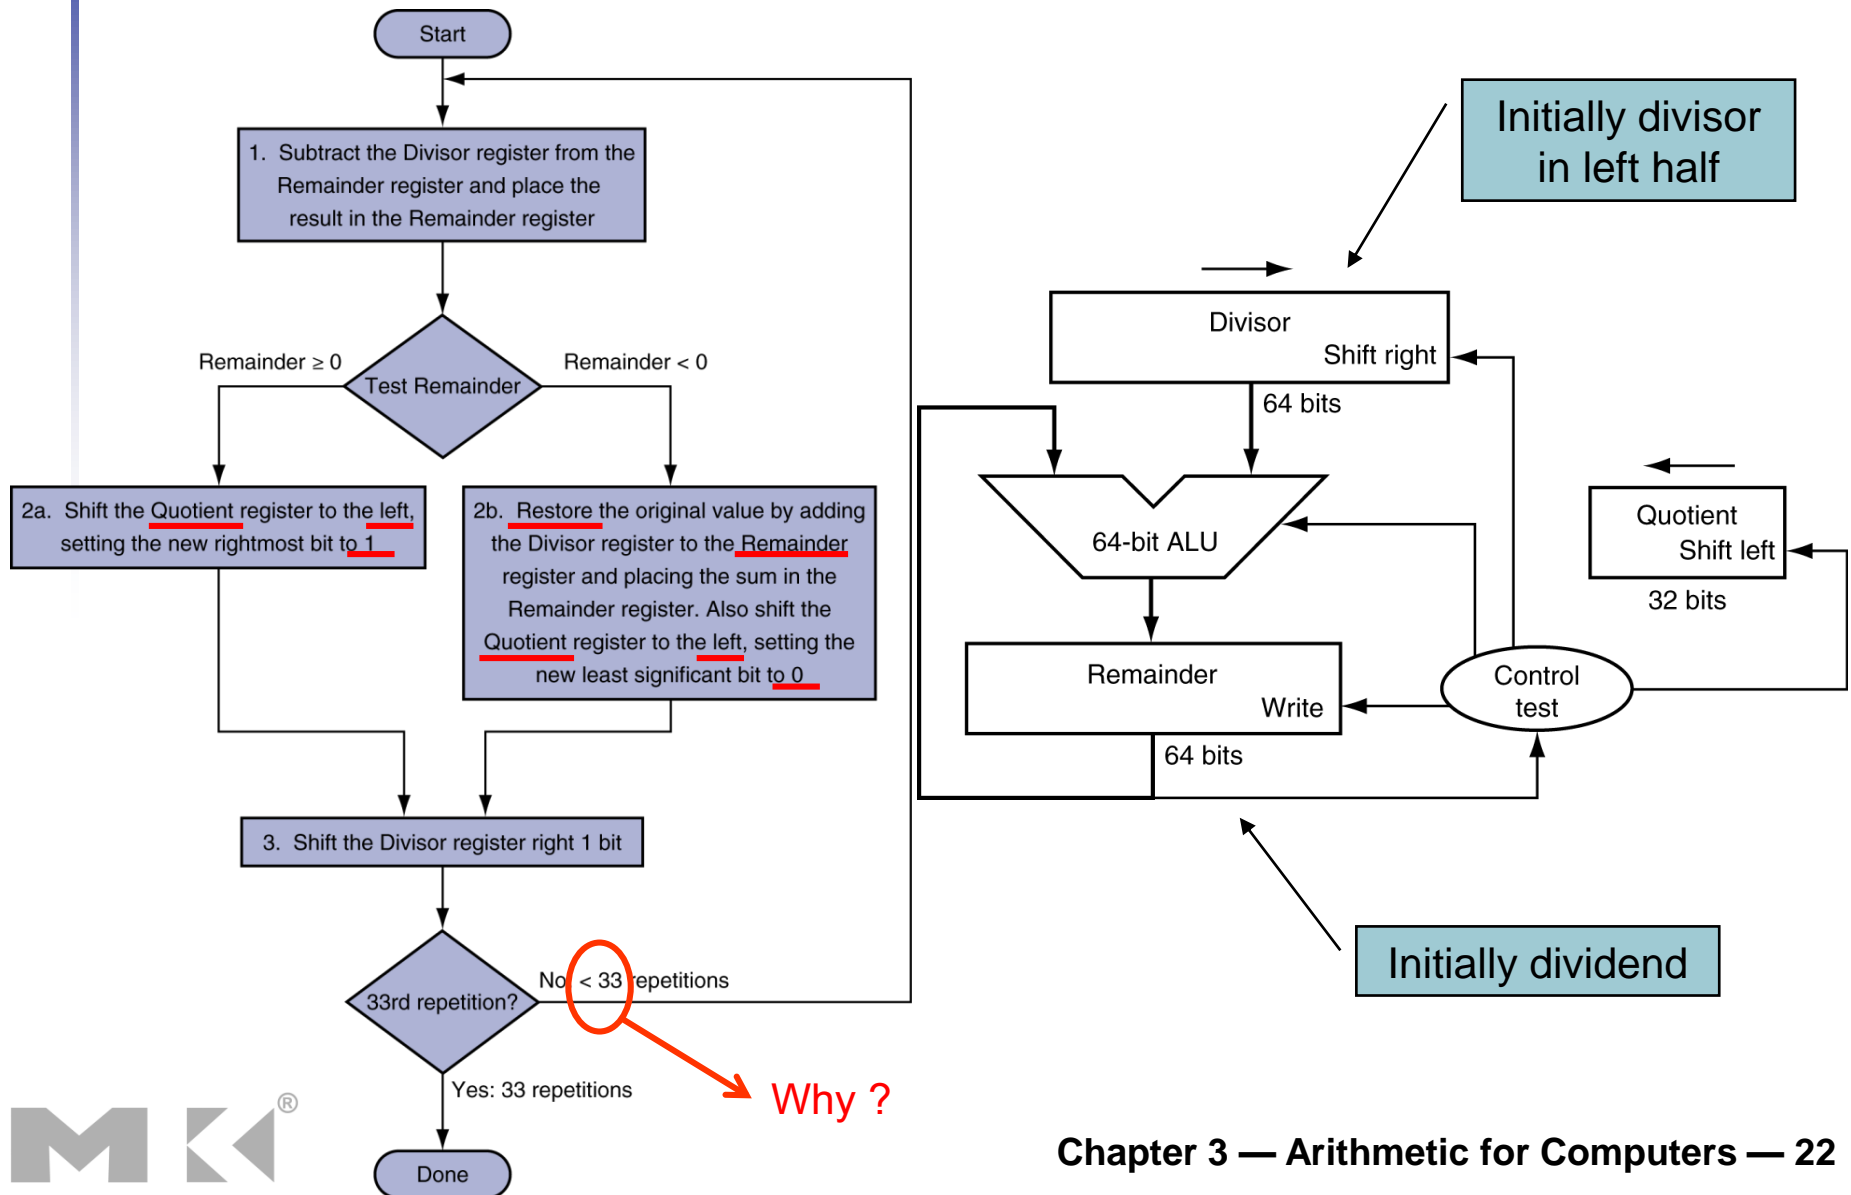 Start
1. Subtract the Divisor register from the
Remainder register and place the
result in the Remainder register
Remainder ≥ 0
Remainder < 0
Test Remainder
2a. Shift the Quotient register to the left,
setting the new rightmost bit to 1
2b. Restore the original value by adding
the Divisor register to the Remainder
register and placing the sum in the
Remainder register. Also shift the
Quotient register to the left, setting the
new least significant bit to 0
3. Shift the Divisor register right 1 bit
33rd repetition?
No: < 33 repetitions
Yes: 33 repetitions
Why ?
Done
Initially divisor
in left half
Divisor
Shift right
64 bits
64-bit ALU
Quotient
Shift left
32 bits
Remainder
Write
64 bits
Control
test
Initially dividend
MK®
Chapter 3 — Arithmetic for Computers — 22